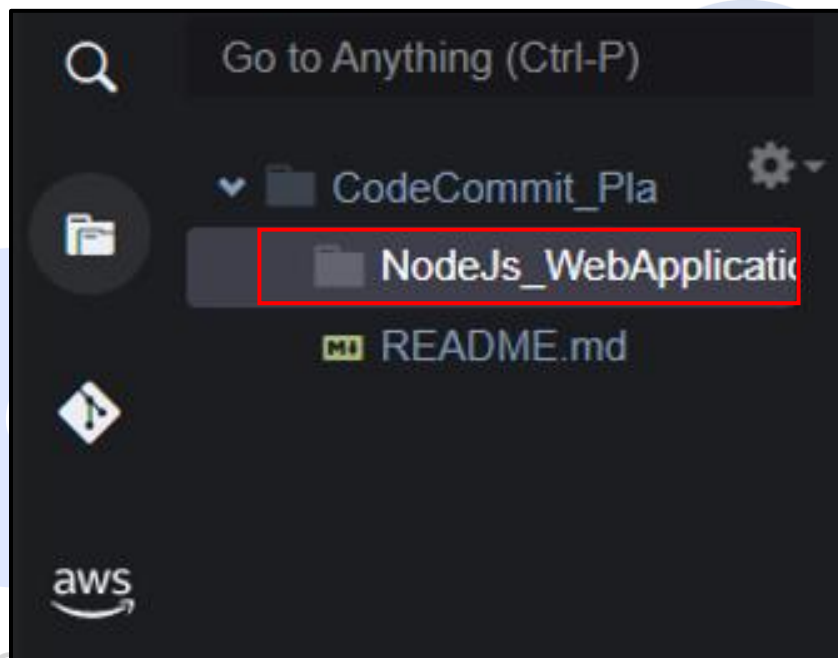 Go to Anything (Ctrl-P)
CodeCommit_Pla
NodeJs_WebApplicatio
M↓ README.md
aws